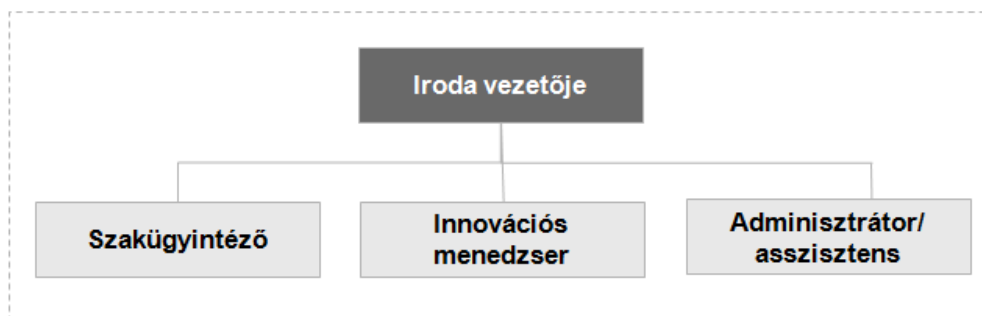 Iroda vezetője
Szakügyintéző
Innovációs
menedzser
Adminisztrátor/
asszisztens